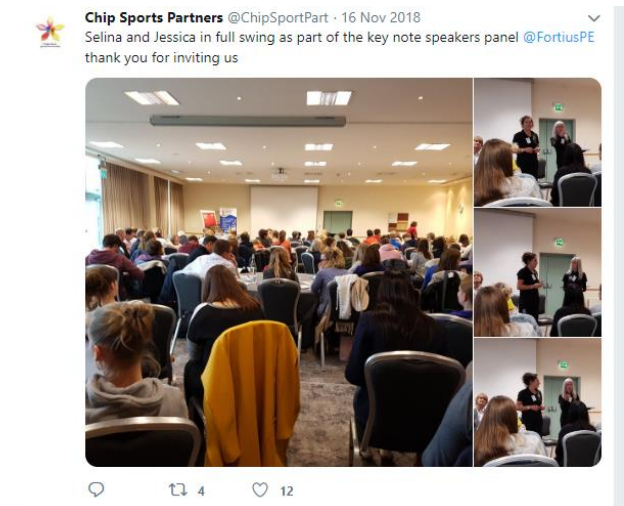 Chip Sports Partners @ChipSportPart · 16 Nov 2018
Selina and Jessica in full swing as part of the key note speakers panel @FortiusPE
thank you for inviting us
4
12